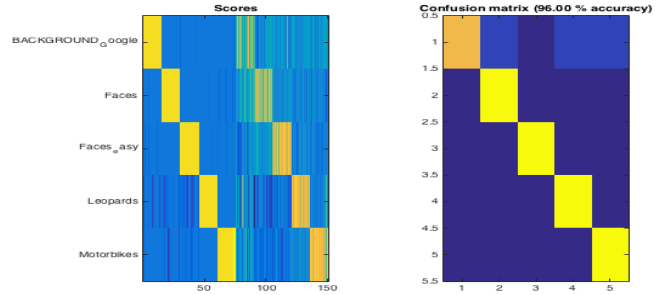 Scores
BACKGROUND_Google
Faces
Faces_easy
Leopards
Motorbikes
50
100
150
Confusion matrix (96.00 % accuracy)
0.5
1
1.5
2
2.5
3
3.5
4
4.5
5
5.5
1
2
3
4
5